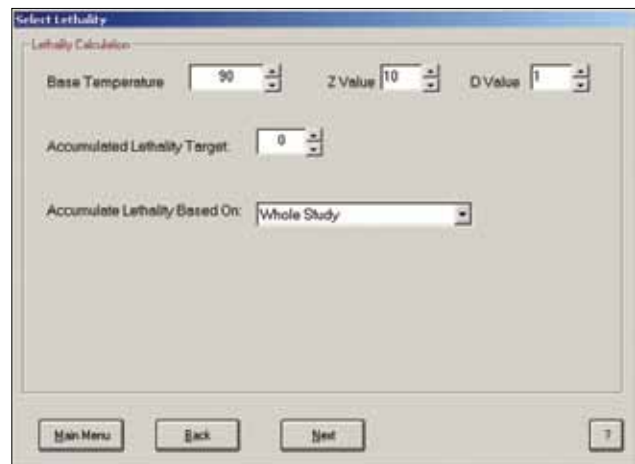 Select Lethality
Lethality Calculation
Base Temperature 90 Z Value 10 D Value 1
Accumulated Lethality Target: 0
Accumulate Lethality Based On: Whole Study
Main Menu Back Next ?